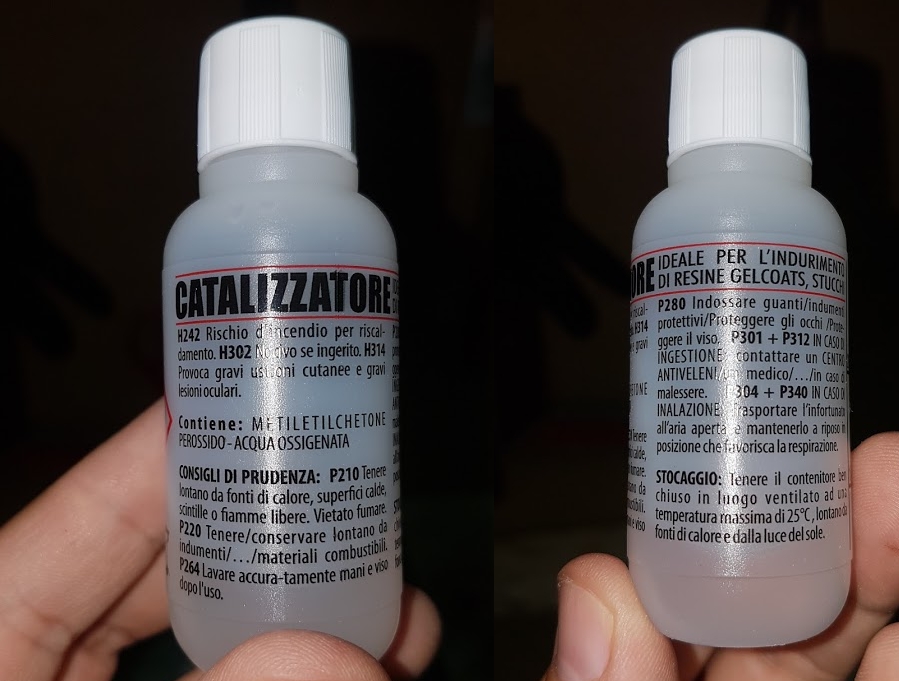 CATALIZZATORE
H242 Rischio d'incendio per riscal-
damento. H302 Nocivo se ingerito. H314
Provoca gravi ustioni cutanee e gravi
lesioni oculari.
Contiene: METILETILCHETONE
PEROSSIDO - ACQUA OSSIGENATA
CONSIGLI DI PRUDENZA: P210 Tenere
lontano da fonti di calore, superfici calde,
scintille o fiamme libere. Vietato fumare.
P220 Tenere/conservare lontano da
indumenti/.../materiali combustibili.
P264 Lavare accura-tamente mani e viso
dopo l'uso.
ORE
IDEALE PER L'INDURIMENTO
DI RESINE GELCOATS, STUCCHI
P280 Indossare guanti/indumenti
protettivi/Proteggere gli occhi /Prote-
ggere il viso. P301 + P312 IN CASO DI
INGESTIONE: contattare un CENTRO
ANTIVELENI/un medico/.../in caso di
malessere. P304 + P340 IN CASO DI
INALAZIONE: Trasportare l'infortunato
all'aria aperta e mantenerlo a riposo in
posizione che favorisca la respirazione.
STOCAGGIO: Tenere il contenitore ben
chiuso in luogo ventilato ad una
temperatura massima di 25°C, lontano da
fonti di calore e dalla luce del sole.